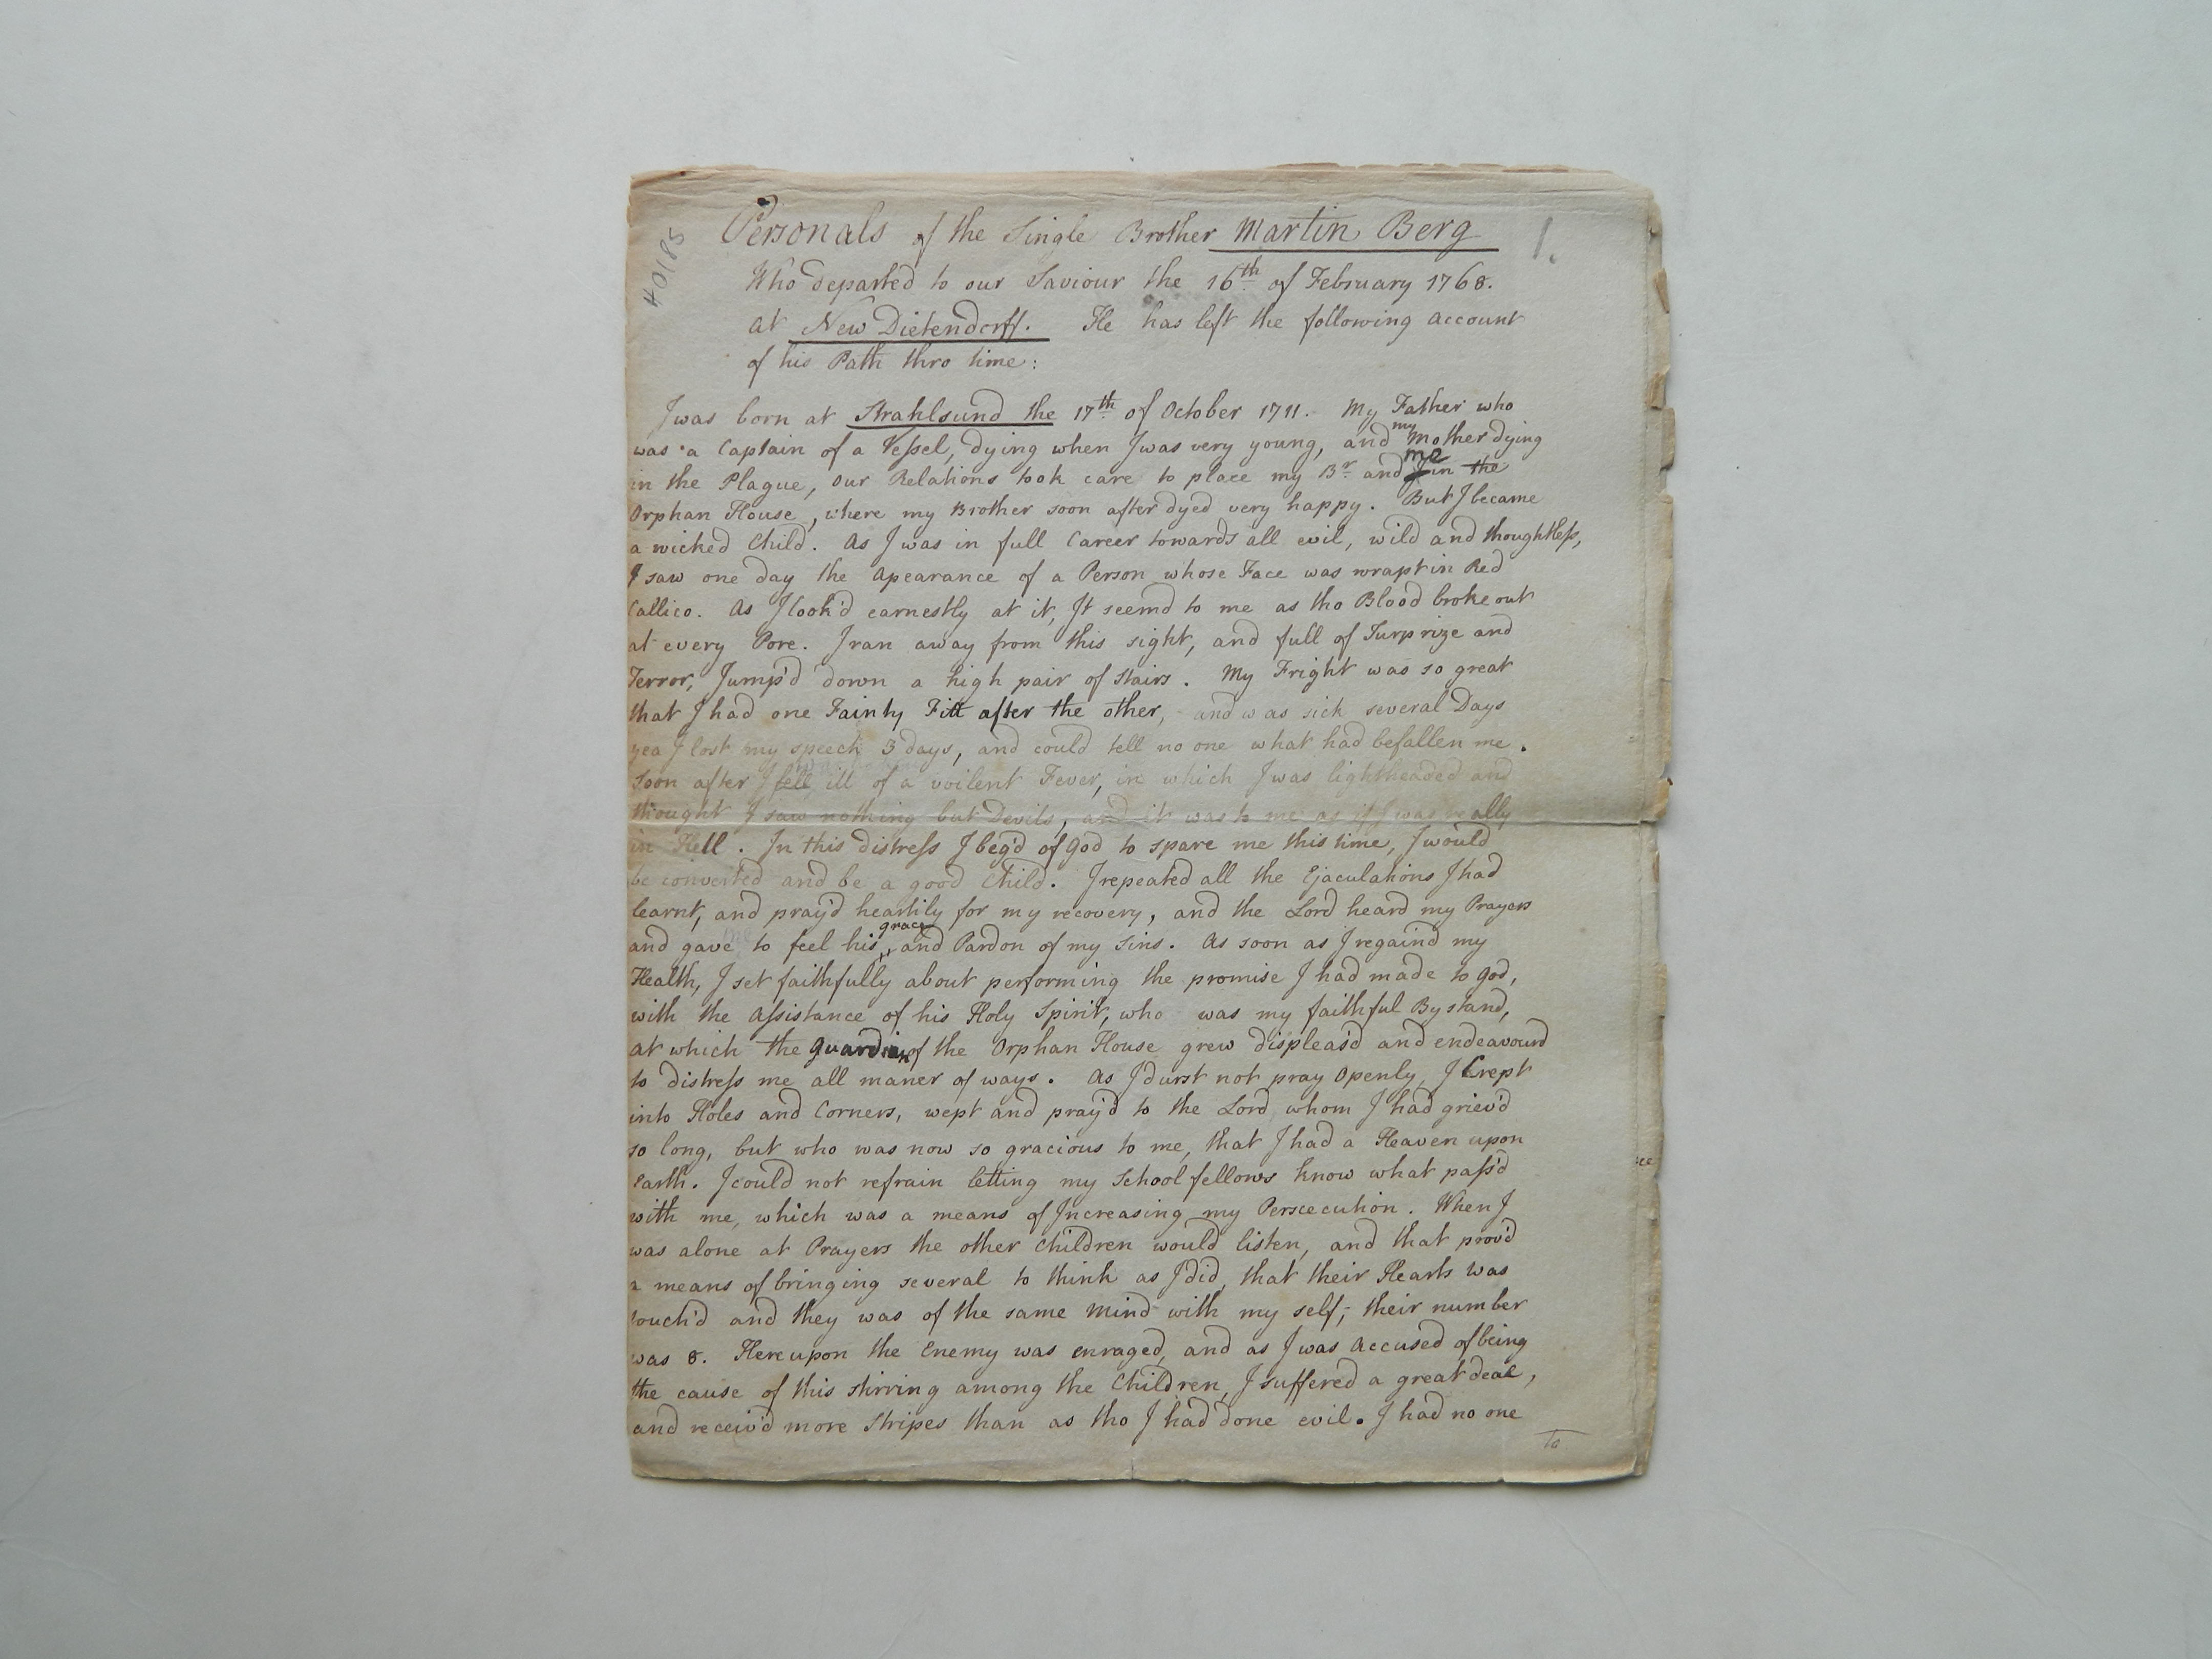 40185
1.
Personals of the Single Brother Martin Berg
Who departed to our Saviour the 16th of February 1768.
at New Dietendorff. He has left the following account
of his Path thro time:
I was born at Strahlsund the 17th of October 1711. My Father who
was a Captain of a Vessel, dying when I was very young, and my Mother dying
in the Plague, our Relations took care to place my Br. and me in the
Orphan House, where my Brother soon after dyed very happy. But I became
a wicked Child. As I was in full Career towards all evil, wild and thoughtless,
I saw one day the Apearance of a Person whose Face was wrapt in Red
Callico. As I look'd earnestly at it, It seemd to me as tho Blood broke out
at every Pore. I ran away from this sight, and full of Surprize and
Terror, Jump'd down a high pair of stairs. My Fright was so great
that I had one Fainty Fitt after the other, and was sick several Days
yea I lost my speech 3 days, and could tell no one what had befallen me.
Soon after I fell ill of a voilent Fever, in which I was lightheaded and
thought I saw nothing but Devils, and it was to me as if I was really
in Hell. In this distress I beg'd of God to spare me this time, I would
be converted and be a good Child. I repeated all the Ejaculations I had
learnt, and pray'd heartily for my recovery, and the Lord heard my Prayers
and gave me to feel his grace and Pardon of my Sins. As soon as I regain'd my
Health, I set faithfully about performing the promise I had made to God,
with the Assistance of his Holy Spirit, who was my faithful By stand,
at which the Guardian of the Orphan House grew displeas'd and endeavourd
to distress me all maner of ways. As I durst not pray Openly, I Crept
into Holes and Corners, wept and pray'd to the Lord whom I had griev'd
so long, but who was now so gracious to me, that I had a Heaven upon
Earth. I could not refrain letting my School fellows know what pass'd
with me, which was a means of Increasing my Perscecution. When I
was alone at Prayers the other Children would listen, and that prov'd
a means of bringing several to think as I did, that their Hearts was
touch'd and they was of the same Mind with my self; their number
was 8. Hereupon the Enemy was enraged, and as I was Accused of being
the cause of this stirring among the Children, I suffered a great deal,
and receiv'd more Stripes than as tho I had done evil. I had no one
to